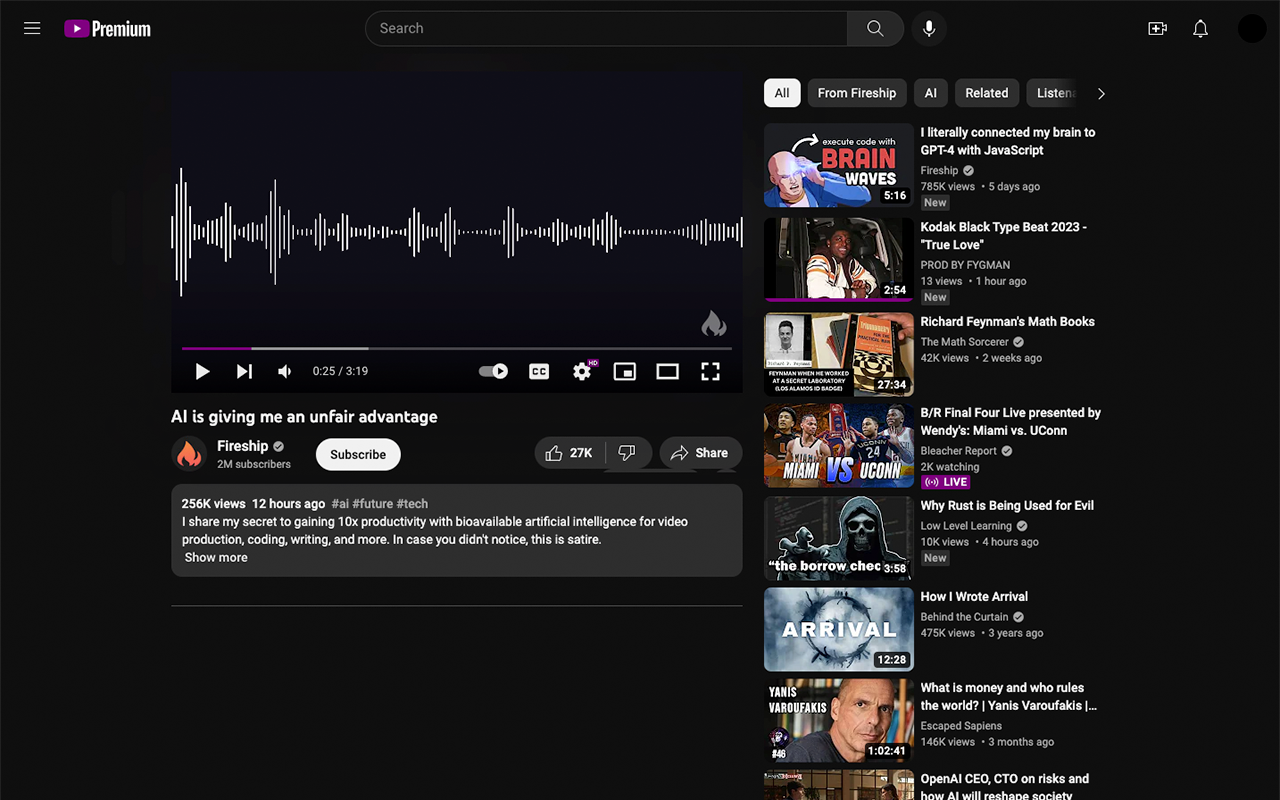 Premium
Search
HD
0:25 / 3:19
CC
AI is giving me an unfair advantage
Fireship
2M subscribers
Subscribe
27K
Share
256K views 12 hours ago #ai #future #tech
I share my secret to gaining 10x productivity with bioavailable artificial intelligence for video
production, coding, writing, and more. In case you didn't notice, this is satire.
Show more
All
From Fireship
AI
Related
Listena
execute code with
BRAIN
WAVES
5:16
I literally connected my brain to
GPT-4 with JavaScript
Fireship
785K views • 5 days ago
New
2:54
Kodak Black Type Beat 2023 -
"True Love"
PROD BY FYGMAN
13 views • 1 hour ago
New
FEYNMAN WHEN HE WORKED
AT A SECRET LABORATORY
(LOS ALAMOS ID BADGE)
27:34
Richard Feynman's Math Books
The Math Sorcerer
42K views • 2 weeks ago
MIAMI VS UCONN
UCONN
24
B/R Final Four Live presented by
Wendy's: Miami vs. UConn
Bleacher Report
2K watching
LIVE
"the borrow chec
3:58
Why Rust is Being Used for Evil
Low Level Learning
10K views • 4 hours ago
New
ARRIVAL
12:28
How I Wrote Arrival
Behind the Curtain
475K views • 3 years ago
YANIS
VAROUFAKIS
#46
1:02:41
What is money and who rules
the world? | Yanis Varoufakis |...
Escaped Sapiens
146K views • 3 months ago
OpenAI CEO, CTO on risks and
how AI will reshape society